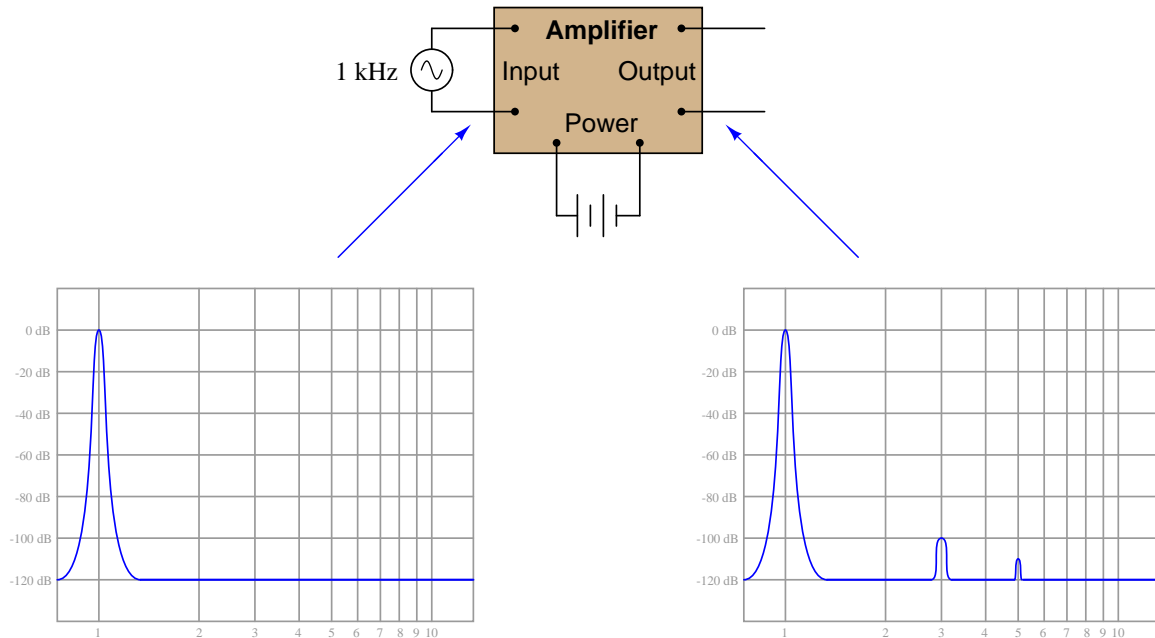 Amplifier
1 kHz
Input Output
Power
0 dB
-20 dB
-40 dB
-60 dB
-80 dB
-100 dB
-120 dB
1 2 3 4 5 6 7 8 9 10
0 dB
-20 dB
-40 dB
-60 dB
-80 dB
-100 dB
-120 dB
1 2 3 4 5 6 7 8 9 10